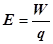 E = W/q